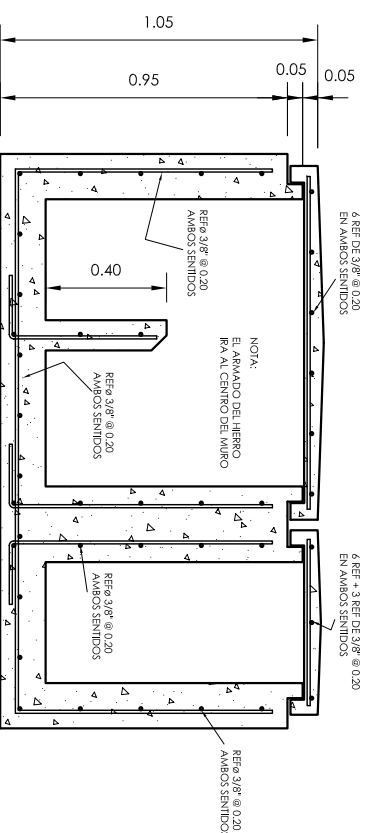 1.05
0.95
0.05
0.05
6 REF DE 3/8" @ 0.20
EN AMBOS SENTIDOS
6 REF + 3 REF DE 3/8" @ 0.20
EN AMBOS SENTIDOS
REFø 3/8" @ 0.20
AMBOS SENTIDOS
NOTA:
EL ARMADO DEL HIERRO
IRA AL CENTRO DEL MURO
0.40
REFø 3/8" @ 0.20
AMBOS SENTIDOS
REFø 3/8" @ 0.20
AMBOS SENTIDOS
REFø 3/8" @ 0.20
AMBOS SENTIDOS